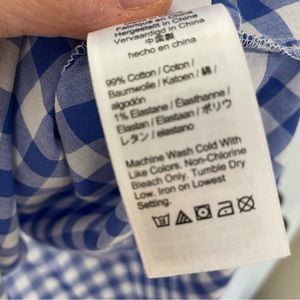 Fabriqué en Chine
Hergestellt in China
Vervaardigd in China
中国製
hecho en china
99% Cotton / Coton /
Baumwolle / Katoen / 綿 /
algodón
1% Elastane / Élasthanne /
Elastan / Elastaan / ポリウ
レタン / elastano
Machine Wash Cold With
Like Colors. Non-Chlorine
Bleach Only. Tumble Dry
Low. Iron on Lowest
Setting.